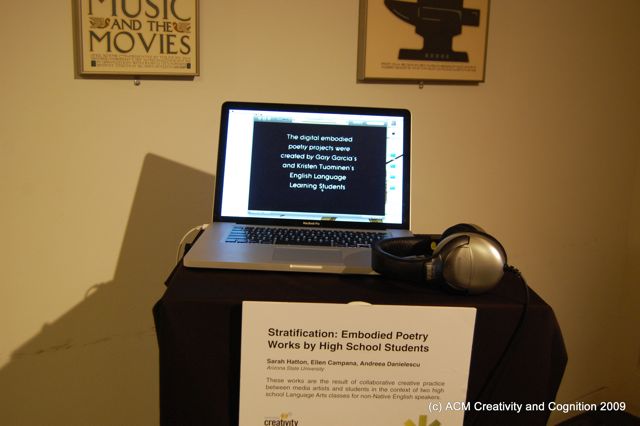 MUSIC
AND THE
MOVIES
The digital embodied
poetry projects were
created by Gary Garcia's
and Kristen Tuominen's
English Language
Learning Students
MacBook Pro
Stratification: Embodied Poetry
Works by High School Students
Sarah Hatton, Ellen Campana, Andreea Danielescu
Arizona State University
These works are the result of collaborative creative practice
between media artists and students in the context of two high
school Language Arts classes for non-Native English speakers.
creativity
(c) ACM Creativity and Cognition 2009